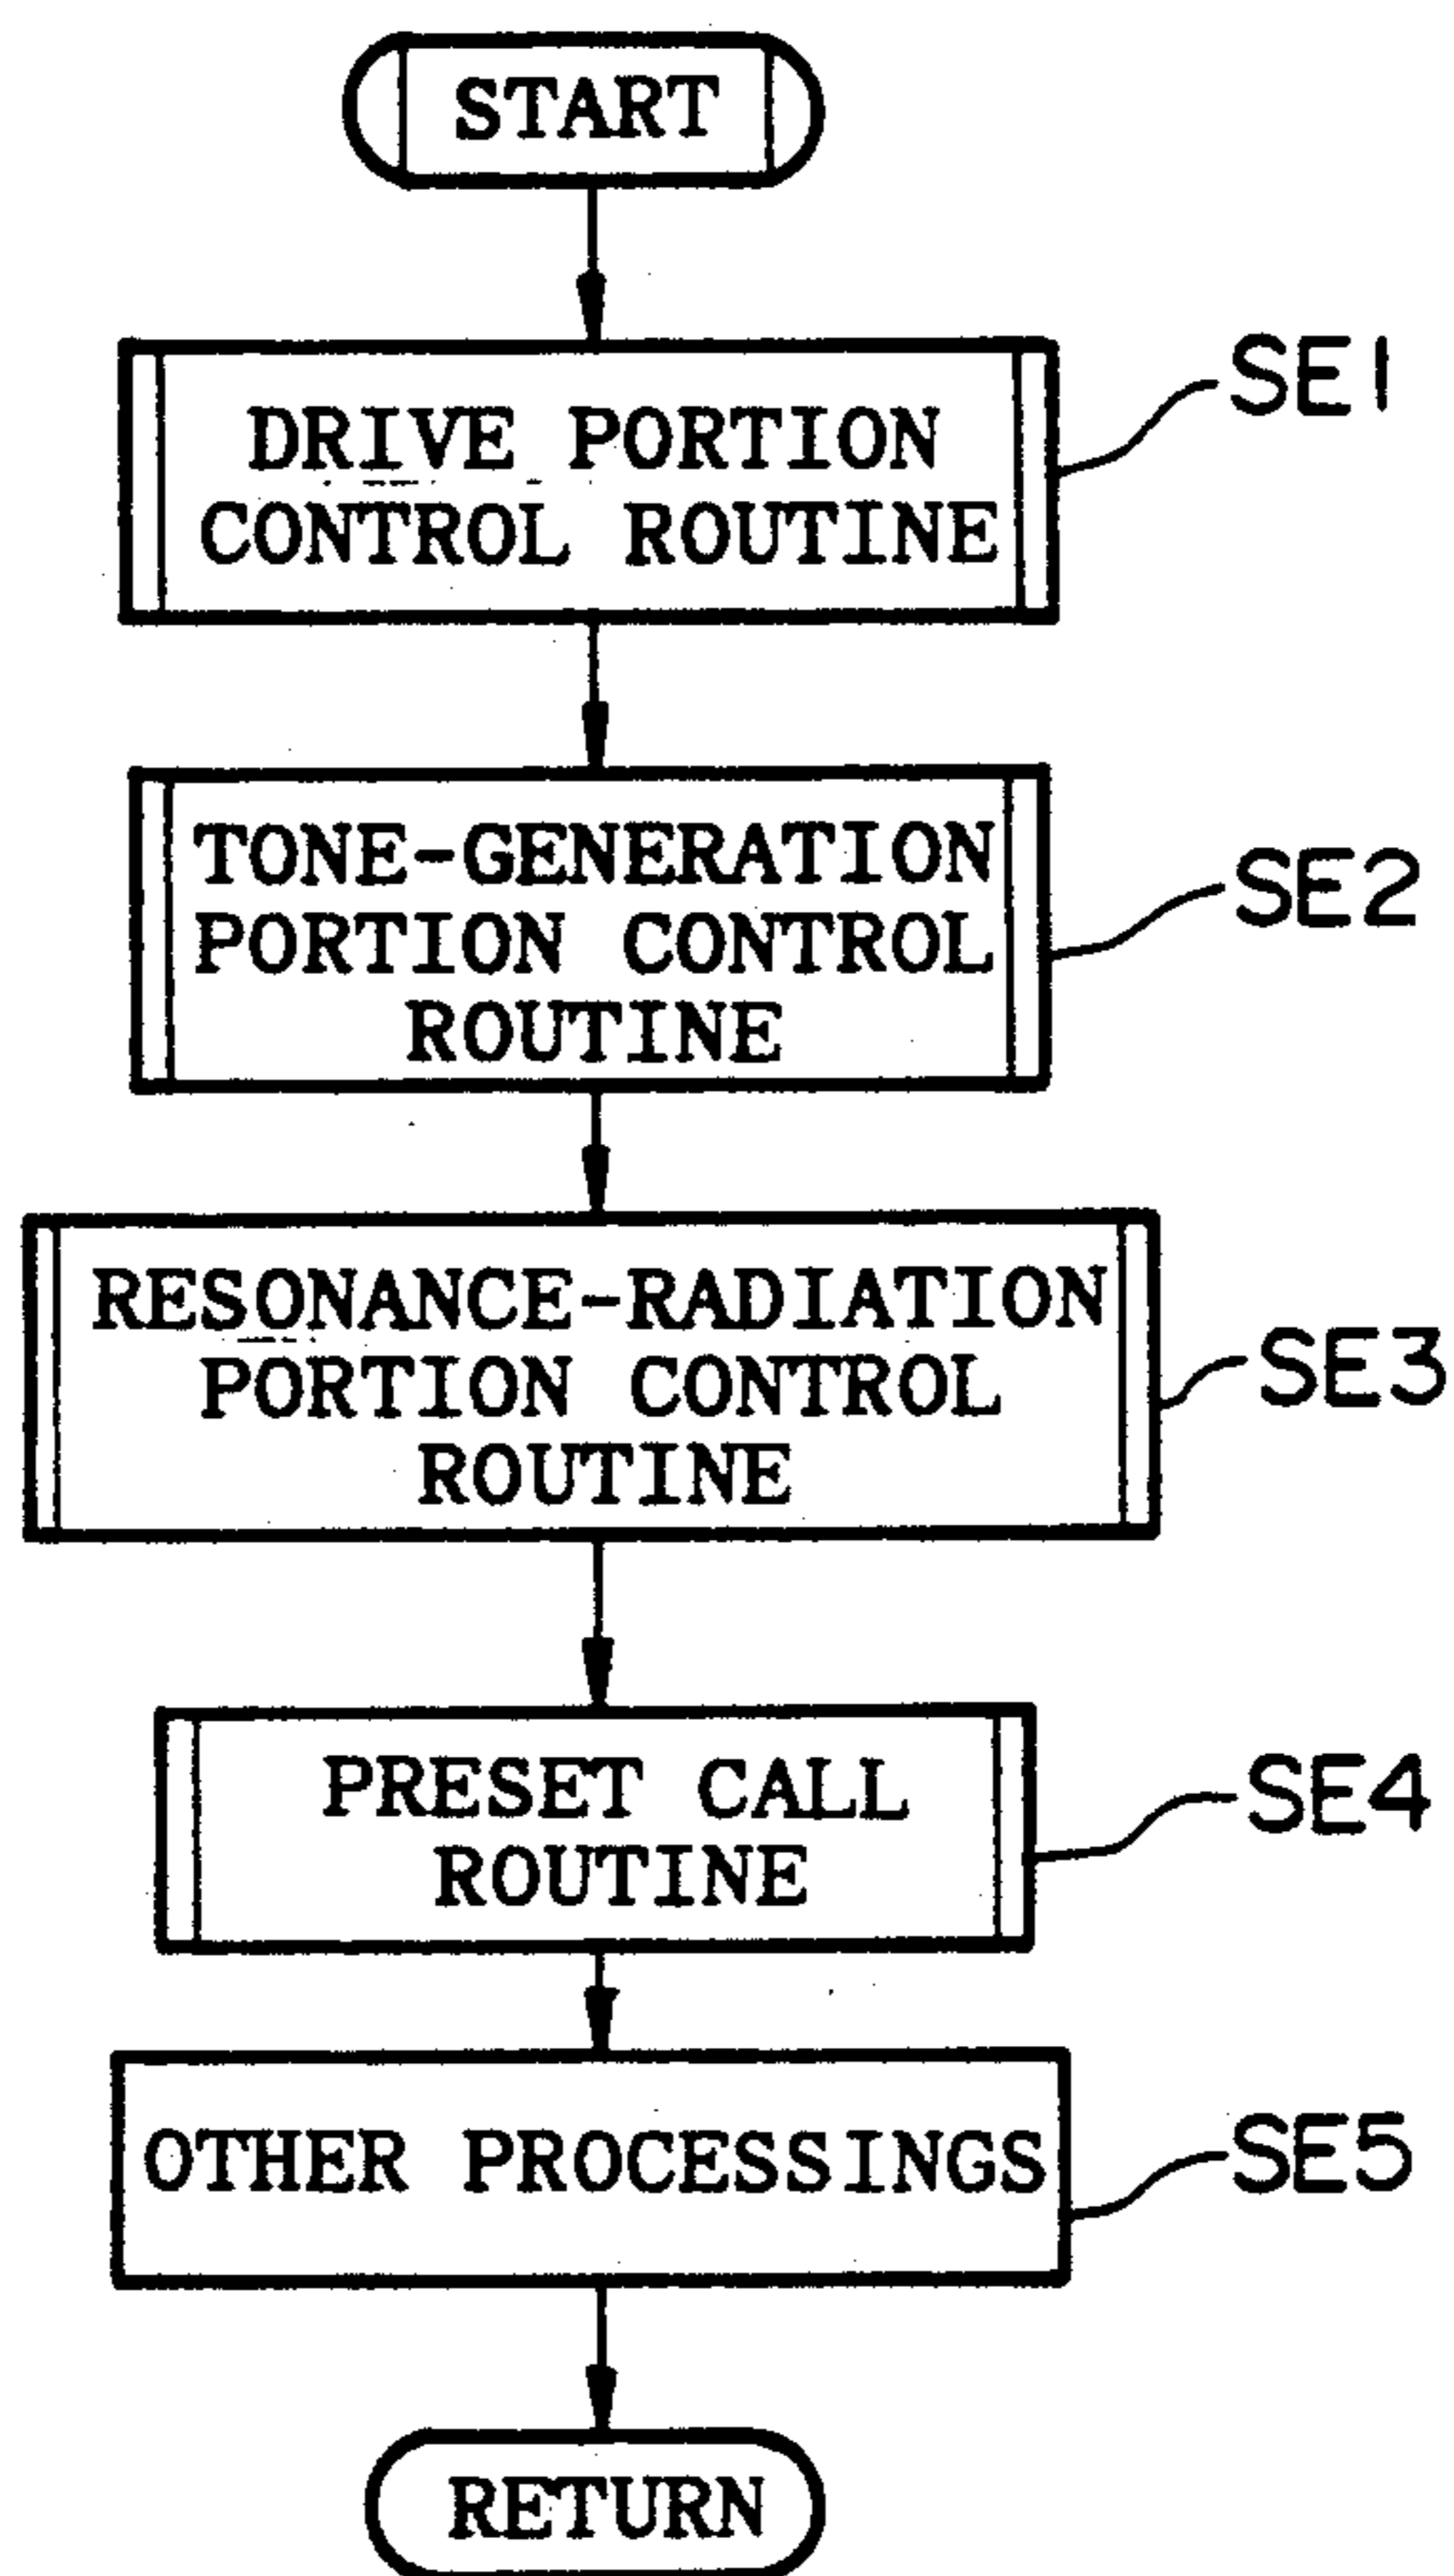 START
DRIVE PORTION
CONTROL ROUTINE
SE1
TONE-GENERATION
PORTION CONTROL
ROUTINE
SE2
RESONANCE-RADIATION
PORTION CONTROL
ROUTINE
SE3
PRESET CALL
ROUTINE
SE4
OTHER PROCESSINGS
SE5
RETURN